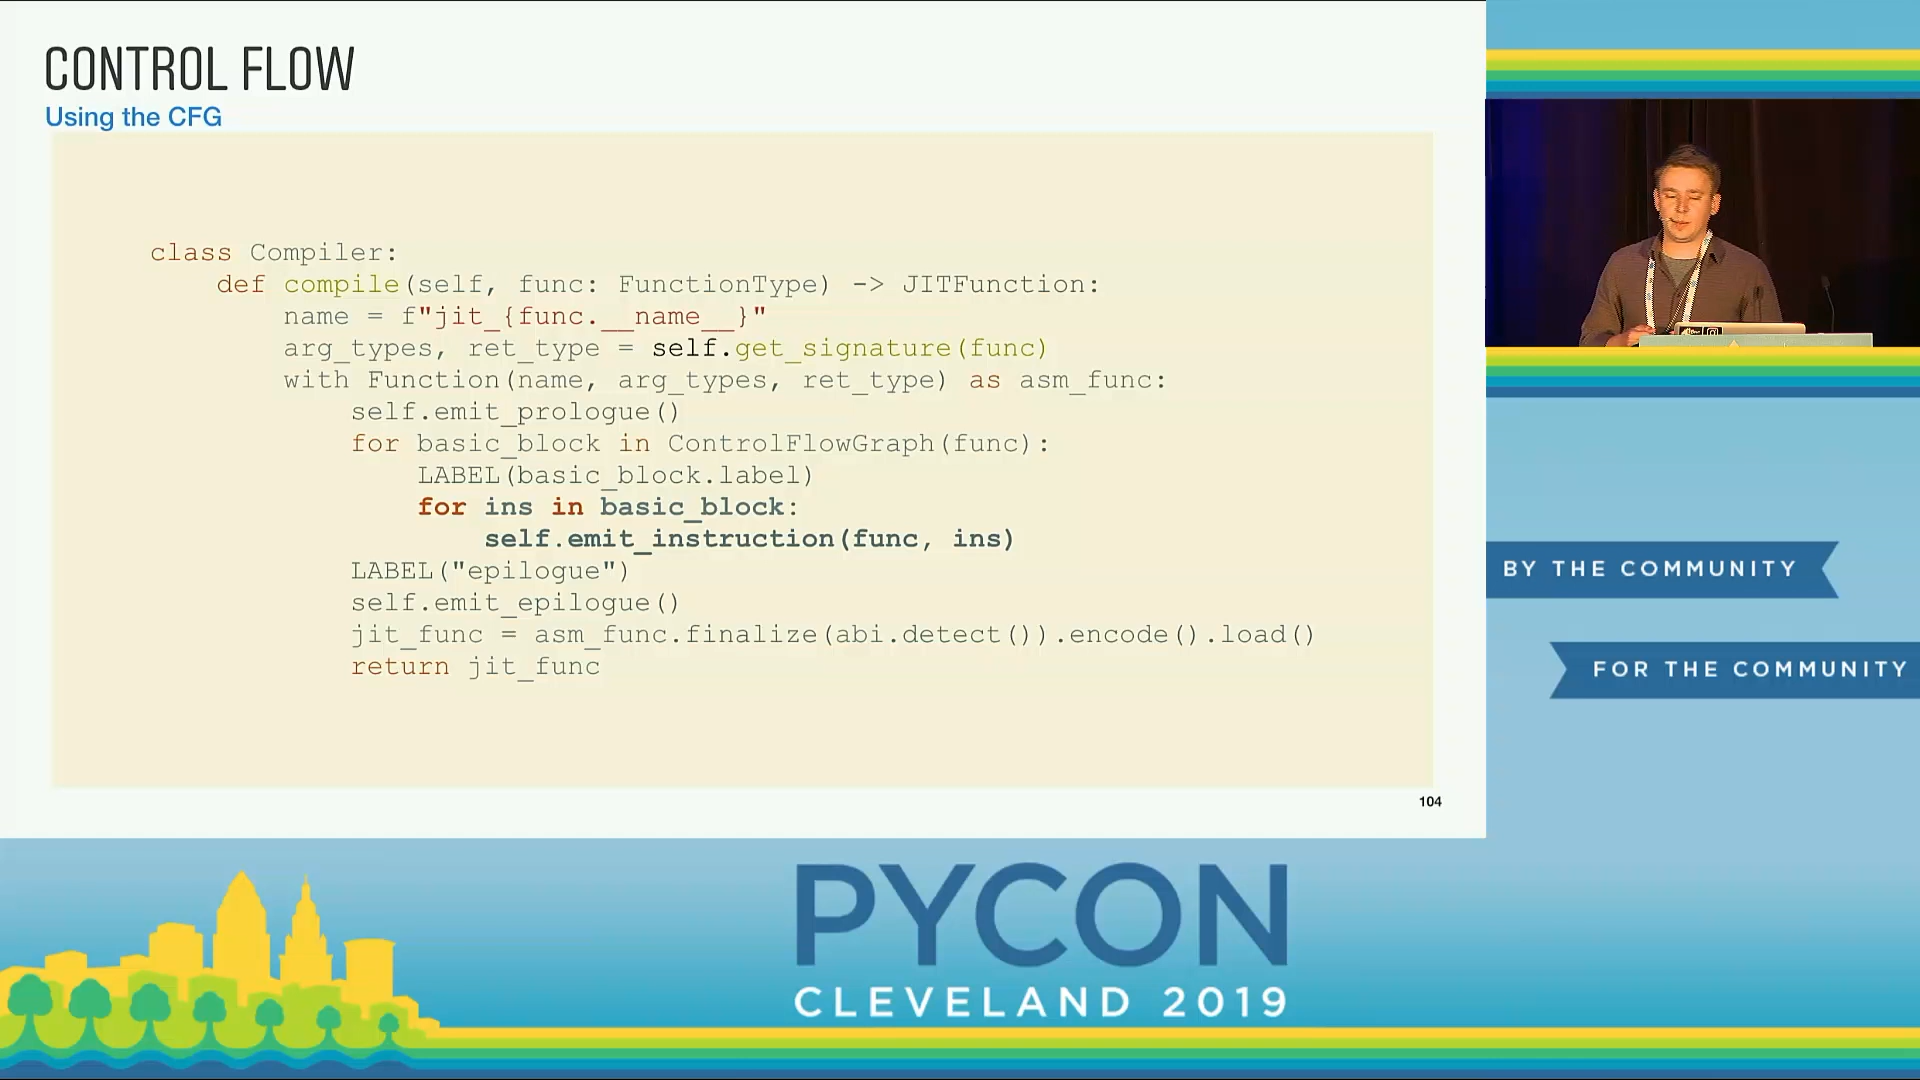 CONTROL FLOW
Using the CFG
class Compiler:
def compile(self, func: FunctionType) -> JITFunction:
name = f"jit_{func.__name__}"
arg_types, ret_type = self.get_signature(func)
with Function(name, arg_types, ret_type) as asm_func:
self.emit_prologue()
for basic_block in ControlFlowGraph(func):
LABEL(basic_block.label)
for ins in basic_block:
self.emit_instruction(func, ins)
LABEL("epilogue")
self.emit_epilogue()
jit_func = asm_func.finalize(abi.detect()).encode().load()
return jit_func
104
BY THE COMMUNITY
FOR THE COMMUNITY
PYCON
CLEVELAND 2019